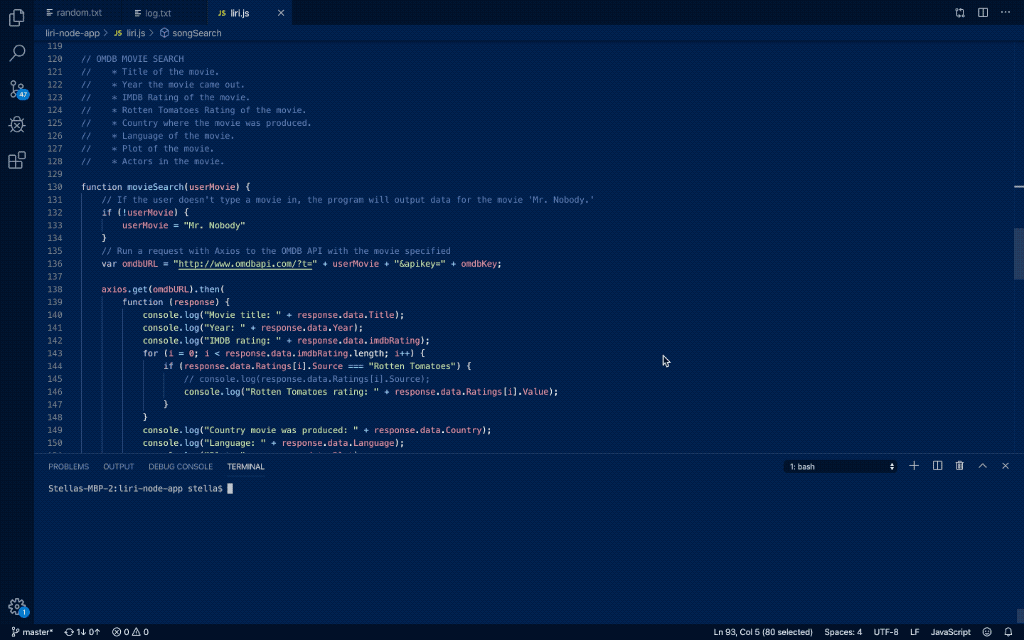 random.txt
log.txt
JS liri.js
liri-node-app > JS liri.js > songSearch
119
120 // OMDB MOVIE SEARCH
121 //    * Title of the movie.
122 //    * Year the movie came out.
123 //    * IMDB Rating of the movie.
124 //    * Rotten Tomatoes Rating of the movie.
125 //    * Country where the movie was produced.
126 //    * Language of the movie.
127 //    * Plot of the movie.
128 //    * Actors in the movie.
129
130 function movieSearch(userMovie) {
131     // If the user doesn't type a movie in, the program will output data for the movie 'Mr. Nobody.'
132     if (!userMovie) {
133         userMovie = "Mr. Nobody"
134     }
135     // Run a request with Axios to the OMDB API with the movie specified
136     var omdbURL = "http://www.omdbapi.com/?t=" + userMovie + "&apikey=" + omdbKey;
137
138     axios.get(omdbURL).then(
139         function (response) {
140             console.log("Movie title: " + response.data.Title);
141             console.log("Year: " + response.data.Year);
142             console.log("IMDB rating: " + response.data.imdbRating);
143             for (i = 0; i < response.data.imdbRating.length; i++) {
144                 if (response.data.Ratings[i].Source === "Rotten Tomatoes") {
145                     // console.log(response.data.Ratings[i].Source);
146                     console.log("Rotten Tomatoes rating: " + response.data.Ratings[i].Value);
147                 }
148             }
149             console.log("Country movie was produced: " + response.data.Country);
150             console.log("Language: " + response.data.Language);
47
PROBLEMS OUTPUT DEBUG CONSOLE TERMINAL 1: bash
Stellas-MBP-2:liri-node-app stella$
1
master* 1↓ 0↑ 0 0 Ln 93, Col 5 (80 selected) Spaces: 4 UTF-8 LF JavaScript